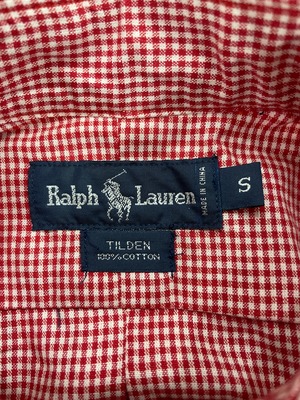 Ralph Lauren
MADE IN CHINA
S
TILDEN
100% COTTON